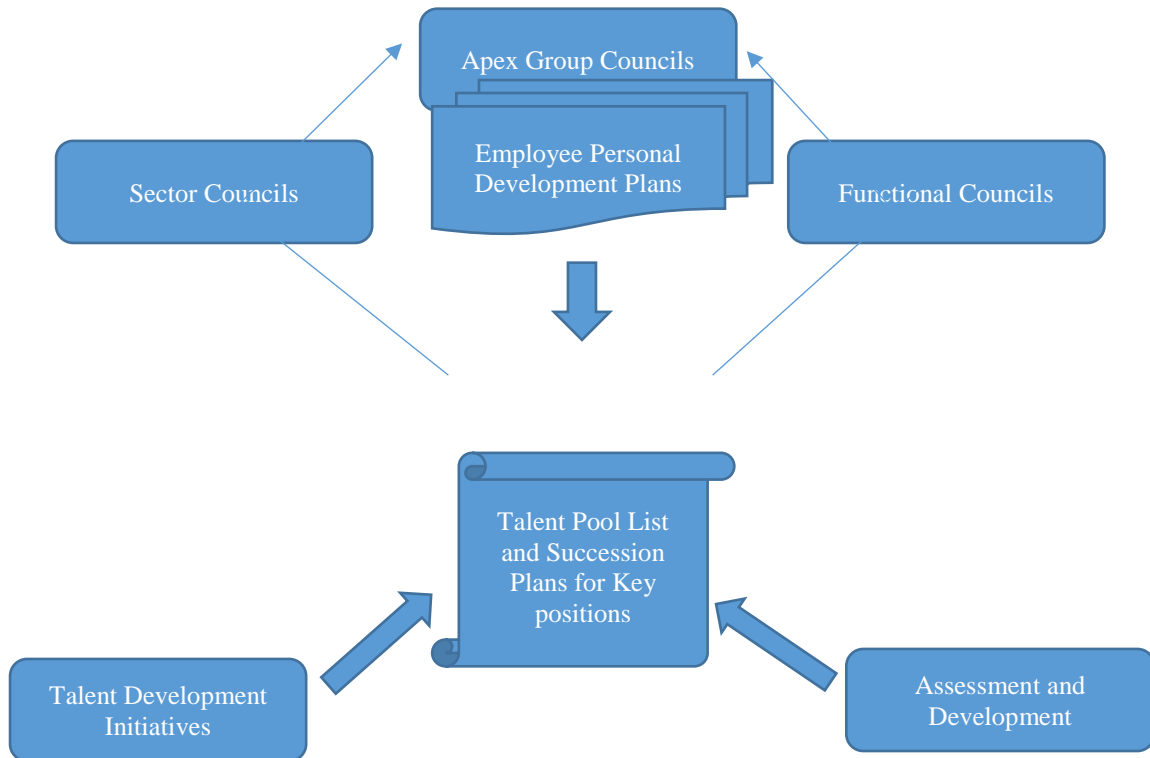 Apex Group Councils
Employee Personal
Development Plans
Sector Councils
Functional Councils
Talent Pool List
and Succession
Plans for Key
positions
Talent Development
Initiatives
Assessment and
Development